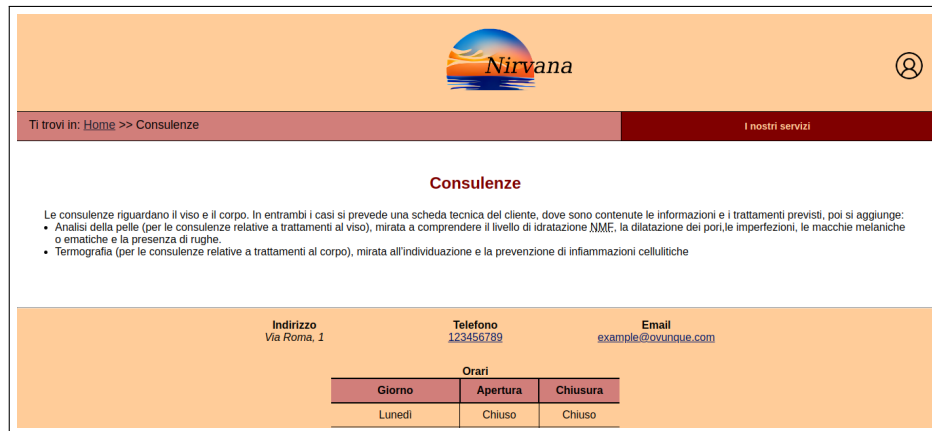 Nirvana
Ti trovi in: Home >> Consulenze
I nostri servizi
Consulenze
Le consulenze riguardano il viso e il corpo. In entrambi i casi si prevede una scheda tecnica del cliente, dove sono contenute le informazioni e i trattamenti previsti, poi si aggiunge:
• Analisi della pelle (per le consulenze relative a trattamenti al viso), mirata a comprendere il livello di idratazione NMF, la dilatazione dei pori,le imperfezioni, le macchie melaniche
o ematiche e la presenza di rughe.
• Termografia (per le consulenze relative a trattamenti al corpo), mirata all'individuazione e la prevenzione di infiammazioni cellulitiche
Indirizzo Telefono Email
Via Roma, 1 123456789 example@ovunque.com
Orari
Giorno Apertura Chiusura
Lunedì Chiuso Chiuso